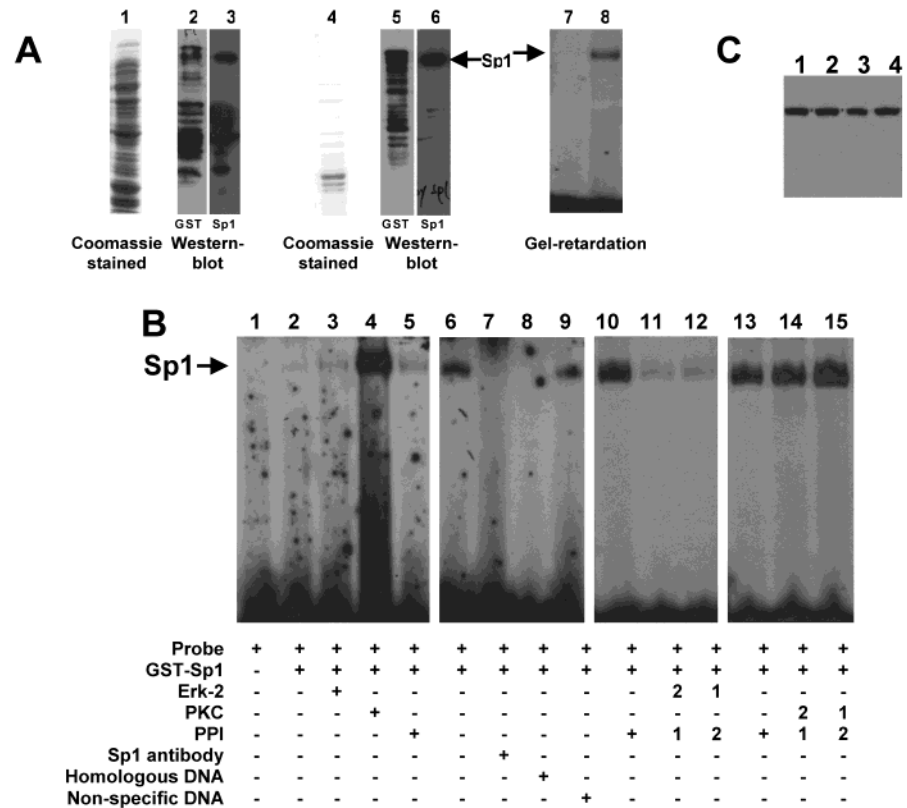 A
1 2 3 4 5 6 7 8
Sp1
GST Sp1 GST Sp1
Coomassie stained
Western-blot
Coomassie stained
Western-blot
Gel-retardation
C
1 2 3 4
B
1 2 3 4 5 6 7 8 9 10 11 12 13 14 15
Sp1
Probe + + + + + + + + + + + + + + +
GST-Sp1 - + + + + + + + + + + + + + +
Erk-2 - - + - - - - - - - 2 1 - - -
PKC - - - + - - - - - - - - - 2 1
PPI - - - - + - - - - + 1 2 + 1 2
Sp1 antibody - - - - - - + - - - - - - - -
Homologous DNA - - - - - - - + - - - - - - -
Non-specific DNA - - - - - - - - + - - - - - -